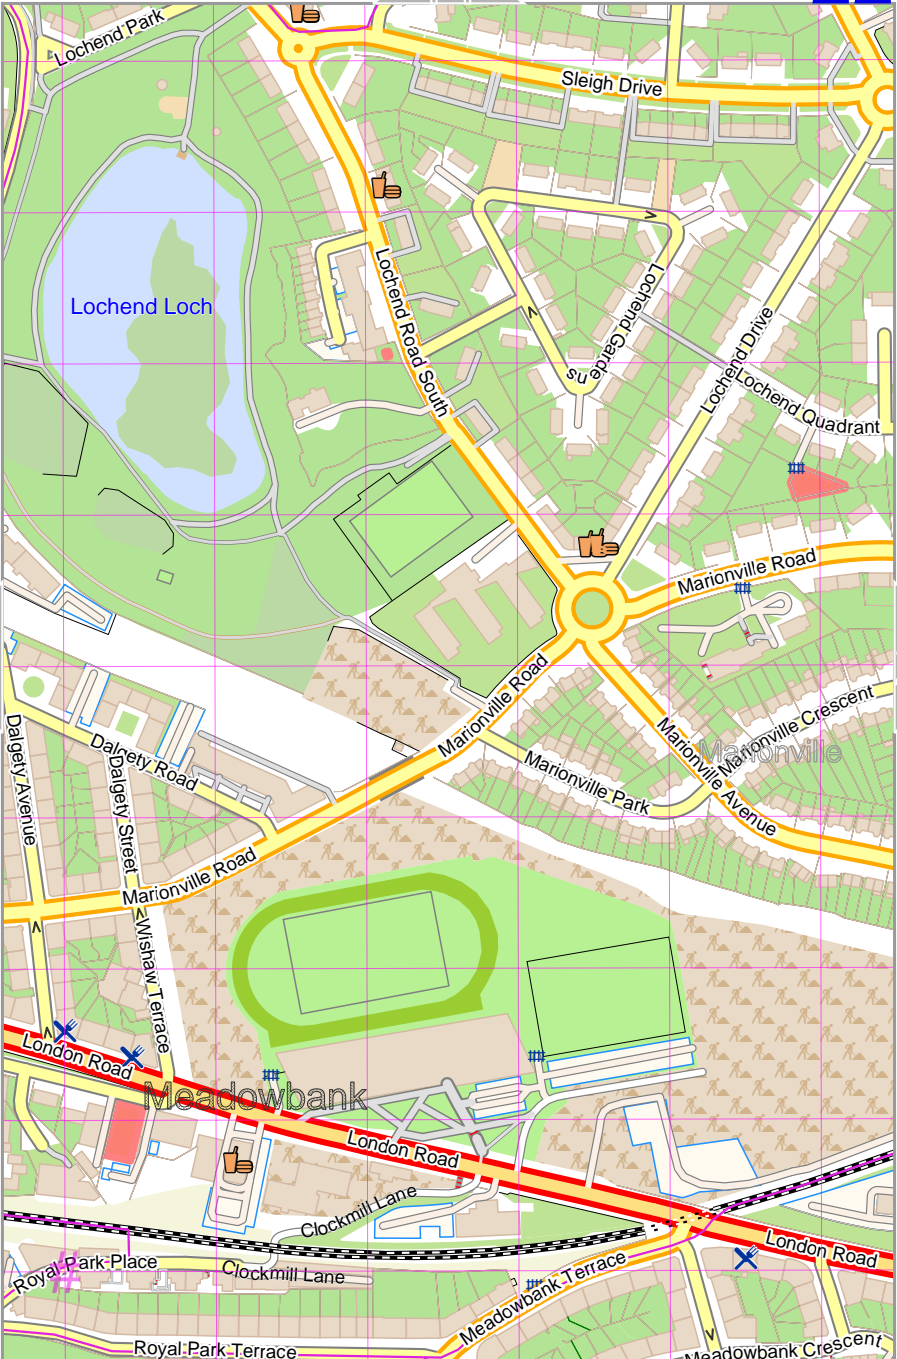 Lochend Park
Sleigh Drive
Lochend Loch
Lochend Road South
Lochend Gardens
Lochend Drive
Lochend Quadrant
Marionville Road
Marionville Road
Marionville Crescent
Marionville
Marionville Avenue
Marionville Park
Dalgety Avenue
Dalgety Road
Dalgety Street
Marionville Road
Wishaw Terrace
London Road
Meadowbank
London Road
Clockmill Lane
London Road
Royal Park Place
Clockmill Lane
Meadowbank Terrace
Royal Park Terrace
Meadowbank Crescent